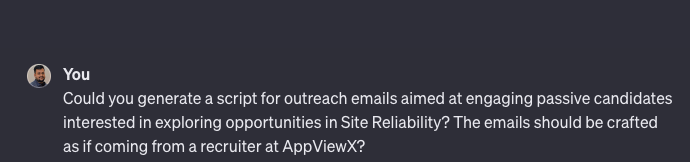 You
Could you generate a script for outreach emails aimed at engaging passive candidates
interested in exploring opportunities in Site Reliability? The emails should be crafted
as if coming from a recruiter at AppViewX?